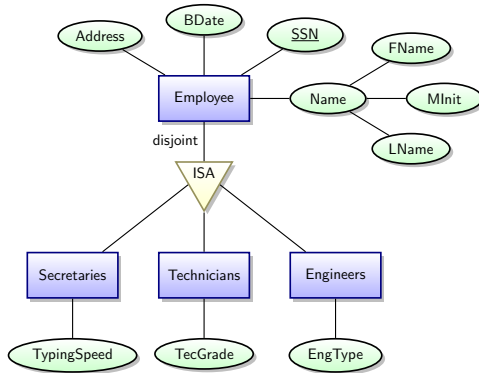 BDate
Address
SSN
FName
Employee
Name
MInit
disjoint
LName
ISA
Secretaries
Technicians
Engineers
TypingSpeed
TecGrade
EngType